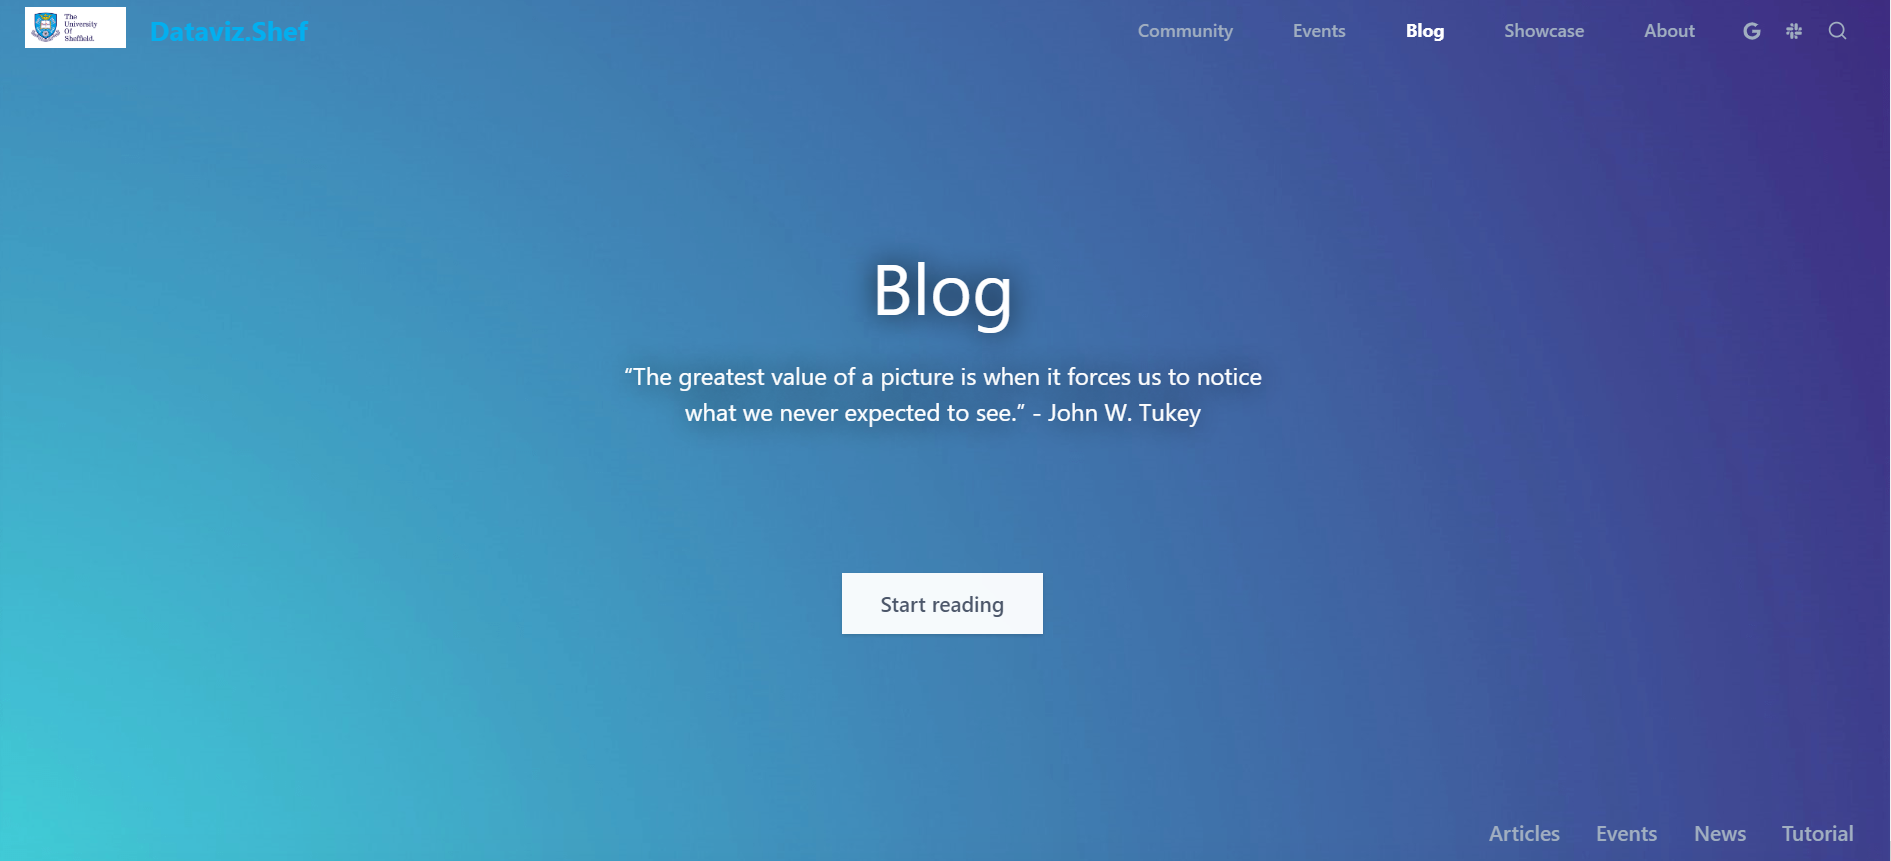 The
University
Of
Sheffield.
Dataviz.Shef
Community
Events
Blog
Showcase
About
Blog
“The greatest value of a picture is when it forces us to notice
what we never expected to see.” - John W. Tukey
Start reading
Articles
Events
News
Tutorial